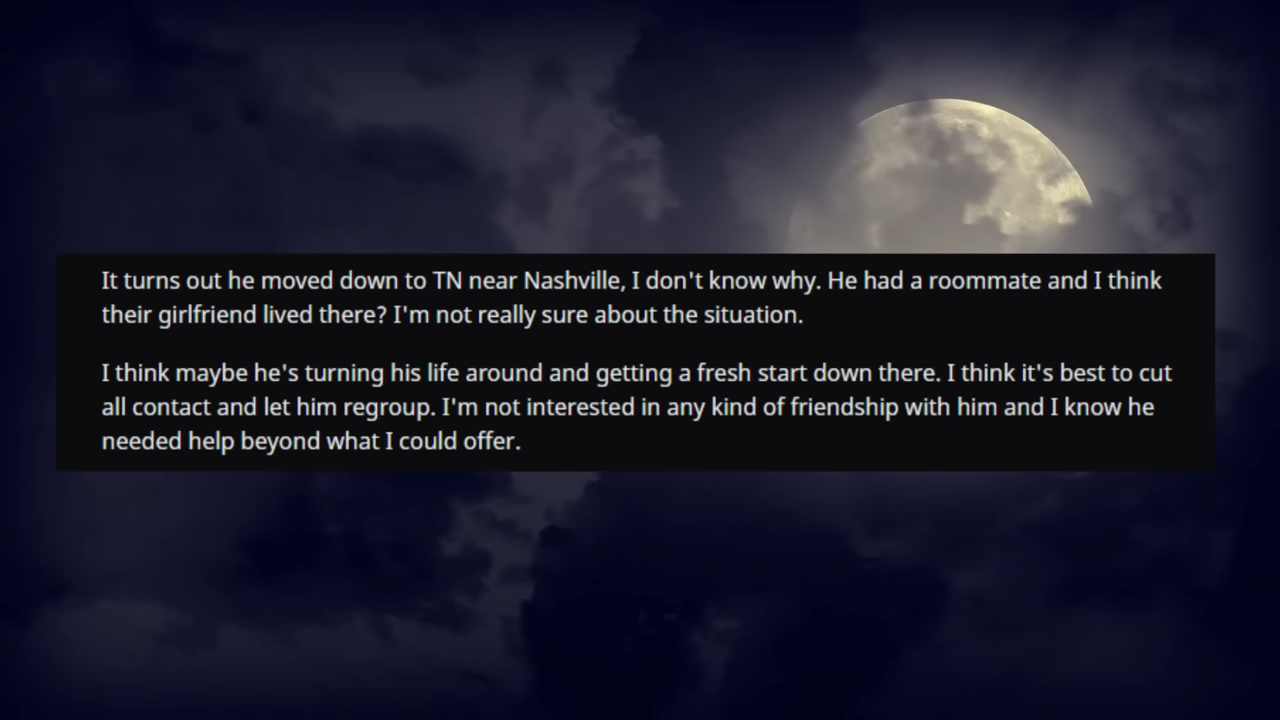 It turns out he moved down to TN near Nashville, I don't know why. He had a roommate and I think
their girlfriend lived there? I'm not really sure about the situation.
I think maybe he's turning his life around and getting a fresh start down there. I think it's best to cut
all contact and let him regroup. I'm not interested in any kind of friendship with him and I know he
needed help beyond what I could offer.